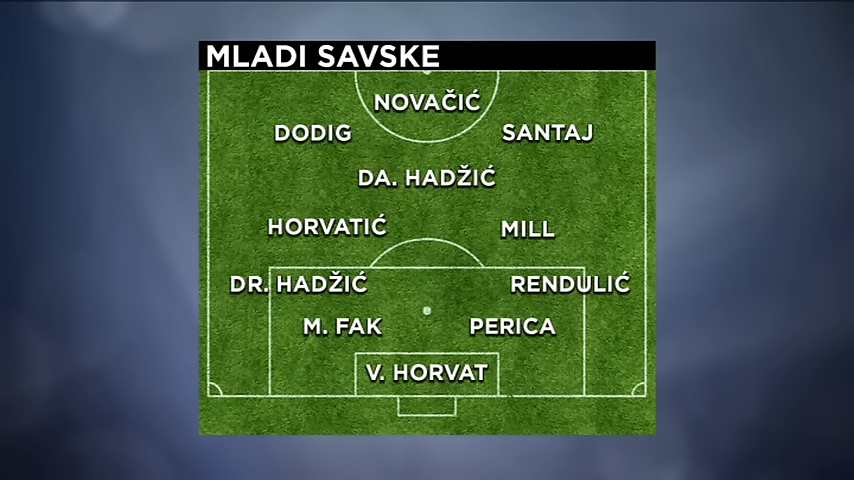 MLADI SAVSKE
NOVAČIĆ
DODIG SANTAJ
DA. HADŽIĆ
HORVATIĆ MILL
DR. HADŽIĆ RENDULIĆ
M. FAK PERICA
V. HORVAT